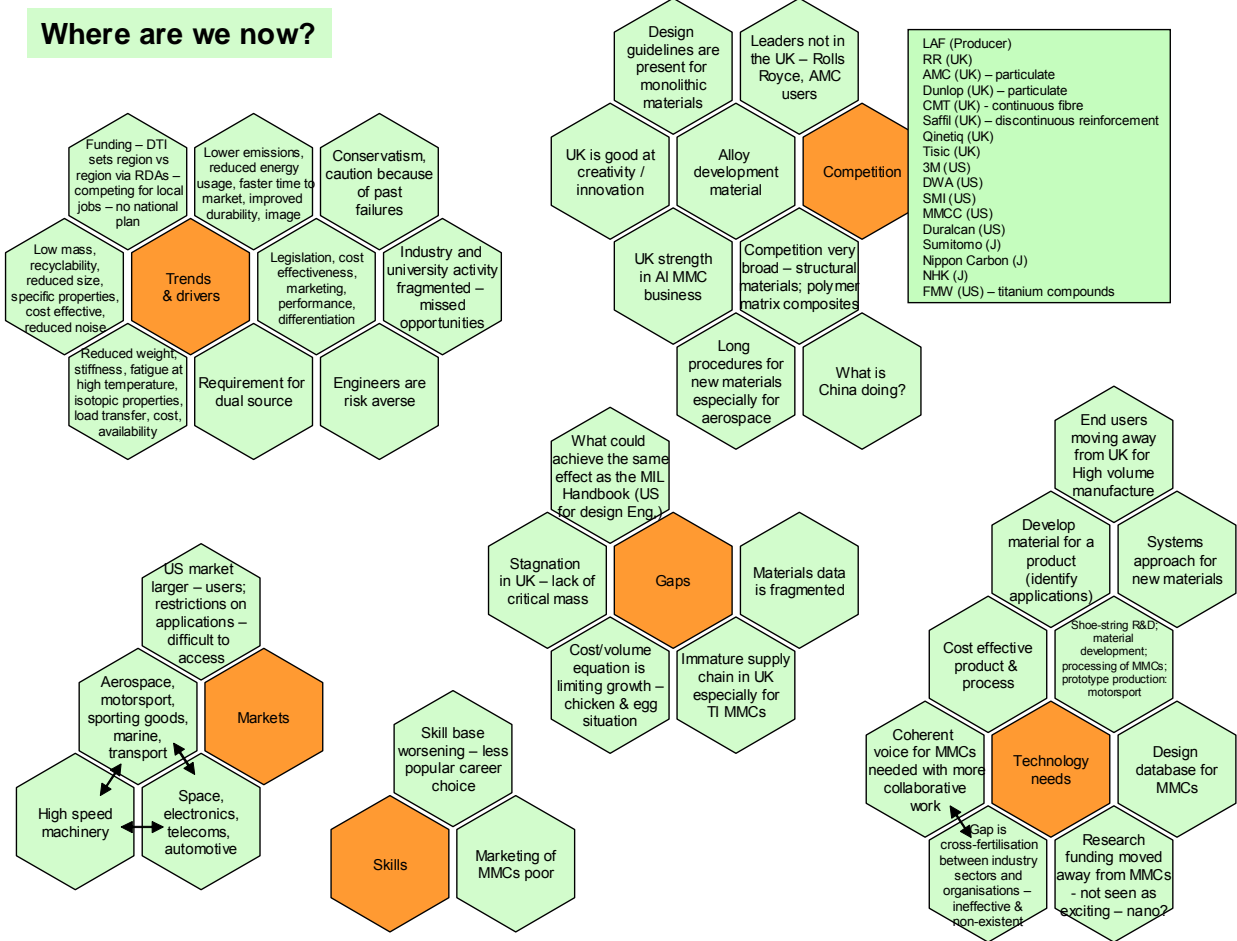 Where are we now?
Funding – DTI
sets region vs
region via RDAs –
competing for local
jobs – no national
plan
Lower emissions,
reduced energy
usage, faster time to
market, improved
durability, image
Conservatism,
caution because
of past
failures
Low mass,
recyclability,
reduced size,
specific properties,
cost effective,
reduced noise
Trends
& drivers
Legislation, cost
effectiveness,
marketing,
performance,
differentiation
Industry and
university activity
fragmented –
missed
opportunities
Reduced weight,
stiffness, fatigue at
high temperature,
isotopic properties,
load transfer, cost,
availability
Requirement for
dual source
Engineers are
risk averse
Design
guidelines are
present for
monolithic
materials
Leaders not in
the UK – Rolls
Royce, AMC
users
UK is good at
creativity /
innovation
Alloy
development
material
Competition
UK strength
in Al MMC
business
Competition very
broad – structural
materials; polymer
matrix composites
Long
procedures for
new materials
especially for
aerospace
What is
China doing?
LAF (Producer)
RR (UK)
AMC (UK) – particulate
Dunlop (UK) – particulate
CMT (UK) - continuous fibre
Saffil (UK) – discontinuous reinforcement
Qinetiq (UK)
Tisic (UK)
3M (US)
DWA (US)
SMI (US)
MMCC (US)
Duralcan (US)
Sumitomo (J)
Nippon Carbon (J)
NHK (J)
FMW (US) – titanium compounds
What could
achieve the same
effect as the MIL
Handbook (US
for design Eng.)
Stagnation
in UK – lack of
critical mass
Gaps
Materials data
is fragmented
Cost/volume
equation is
limiting growth –
chicken & egg
situation
Immature supply
chain in UK
especially for
TI MMCs
US market
larger – users;
restrictions on
applications –
difficult to
access
Aerospace,
motorsport,
sporting goods,
marine,
transport
Markets
High speed
machinery
Space,
electronics,
telecoms,
automotive
Skill base
worsening – less
popular career
choice
Skills
Marketing of
MMCs poor
End users
moving away
from UK for
High volume
manufacture
Develop
material for a
product
(identify
applications)
Systems
approach for
new materials
Cost effective
product &
process
Shoe-string R&D;
material
development;
processing of MMCs;
prototype production:
motorsport
Coherent
voice for MMCs
needed with more
collaborative
work
Technology
needs
Design
database for
MMCs
Gap is
cross-fertilisation
between industry
sectors and
organisations –
ineffective &
non-existent
Research
funding moved
away from MMCs
- not seen as
exciting – nano?